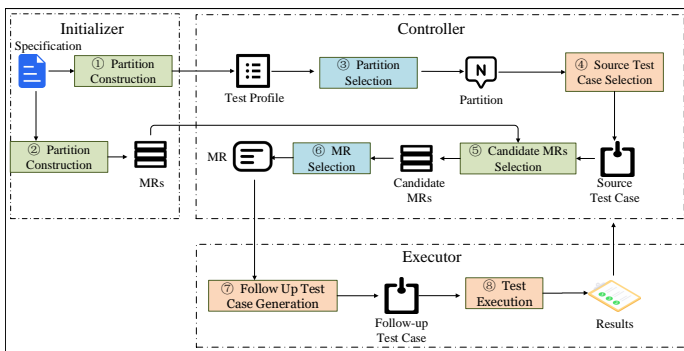 Initializer
Controller
Specification
① Partition
Construction
Test Profile
③ Partition
Selection
N
Partition
④ Source Test
Case Selection
② Partition
Construction
MRs
MR
⑥ MR
Selection
Candidate
MRs
⑤ Candidate MRs
Selection
Source
Test Case
Executor
⑦ Follow Up Test
Case Generation
Follow-up
Test Case
⑧ Test
Execution
Results